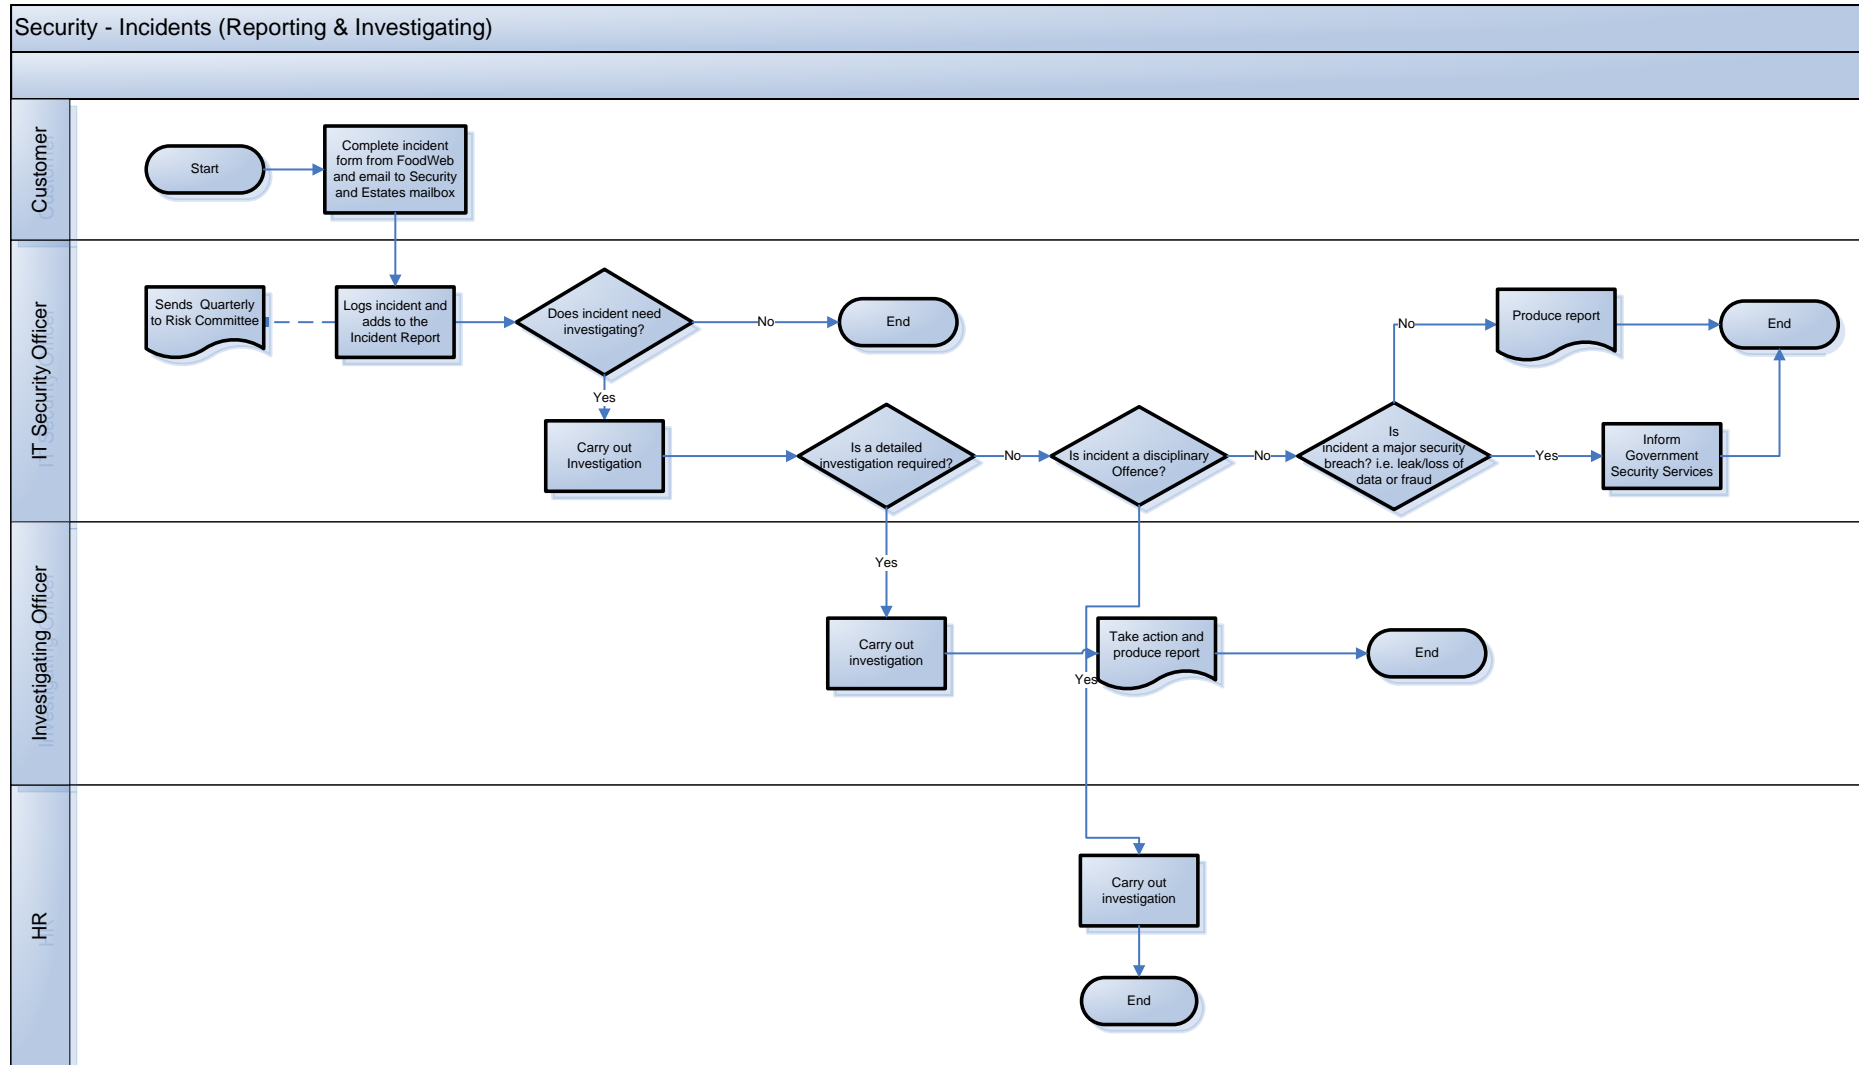 Security - Incidents (Reporting & Investigating)
Customer
Start
Complete incident
form from FoodWeb
and email to Security
and Estates mailbox
IT Security Officer
Sends Quarterly
to Risk Committee
Logs incident and
adds to the
Incident Report
Does incident need
investigating?
No
End
Yes
Carry out
Investigation
Is a detailed
investigation required?
No
Is incident a disciplinary
Offence?
No
Is
incident a major security
breach? i.e. leak/loss of
data or fraud
No
Produce report
End
Yes
Inform
Government
Security Services
Investigating Officer
Yes
Carry out
investigation
Take action and
produce report
Yes
End
HR
Carry out
investigation
End